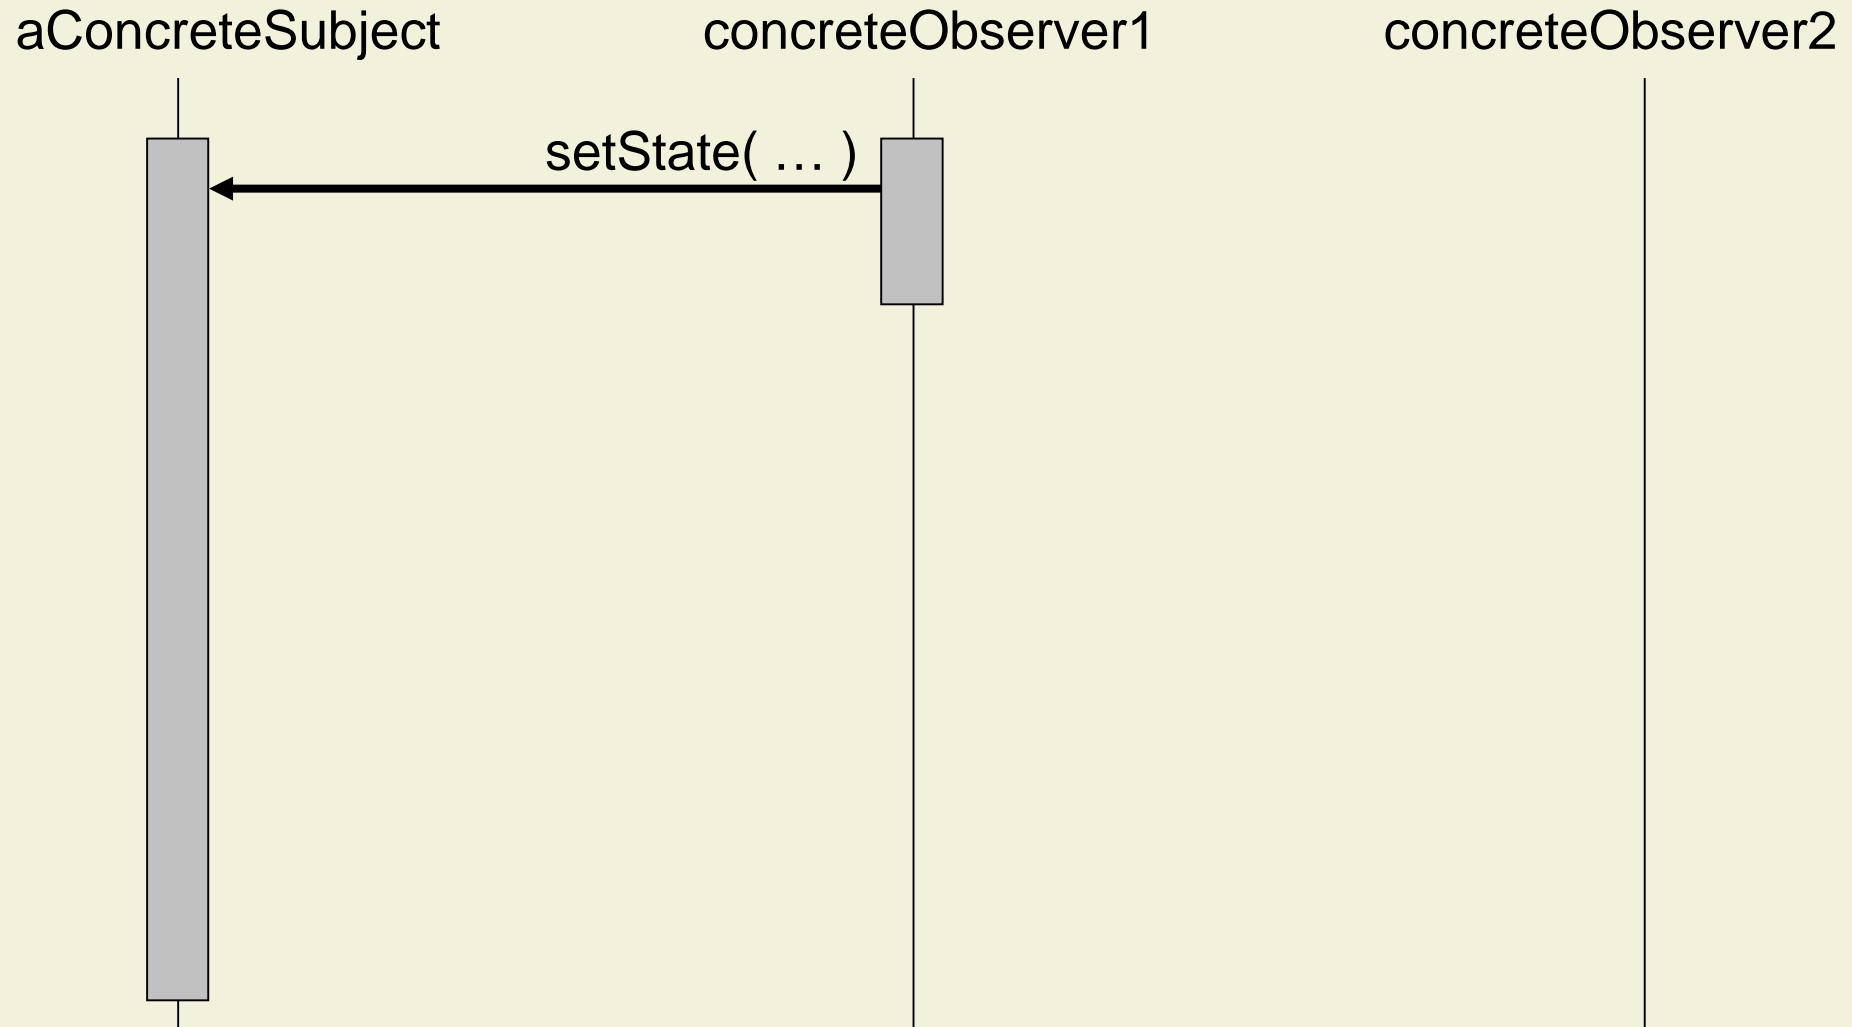 aConcreteSubject
concreteObserver1
concreteObserver2
setState( … )